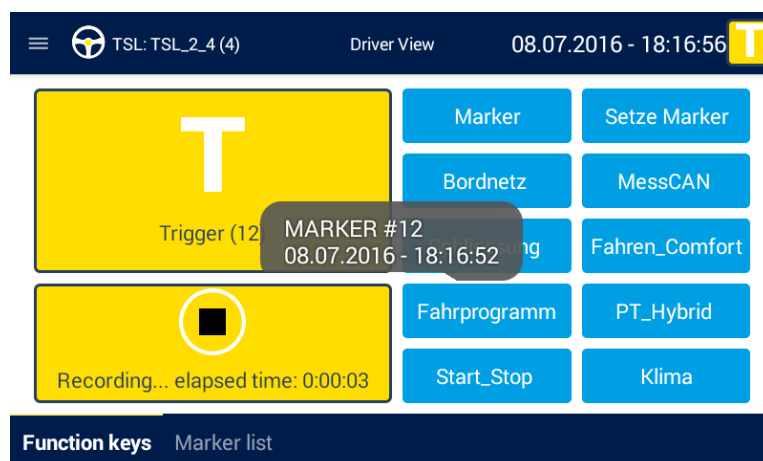 TSL: TSL_2_4 (4) Driver View 08.07.2016 - 18:16:56 T
T
Trigger (12)
Marker Setze Marker
Bordnetz MessCAN
MARKER #12
08.07.2016 - 18:16:52
Fahren_Comfort
Recording... elapsed time: 0:00:03
Fahrprogramm PT_Hybrid
Start_Stop Klima
Function keys Marker list